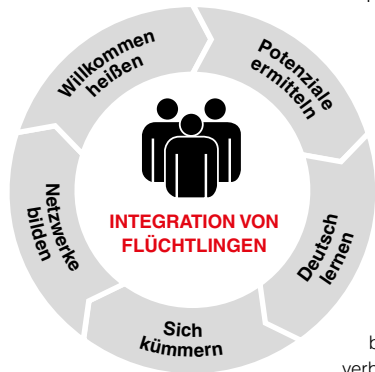 Willkommen
heißen
Potenziale
ermitteln
Deutsch
lernen
Sich
kümmern
Netzwerke
bilden
INTEGRATION VON
FLÜCHTLINGEN